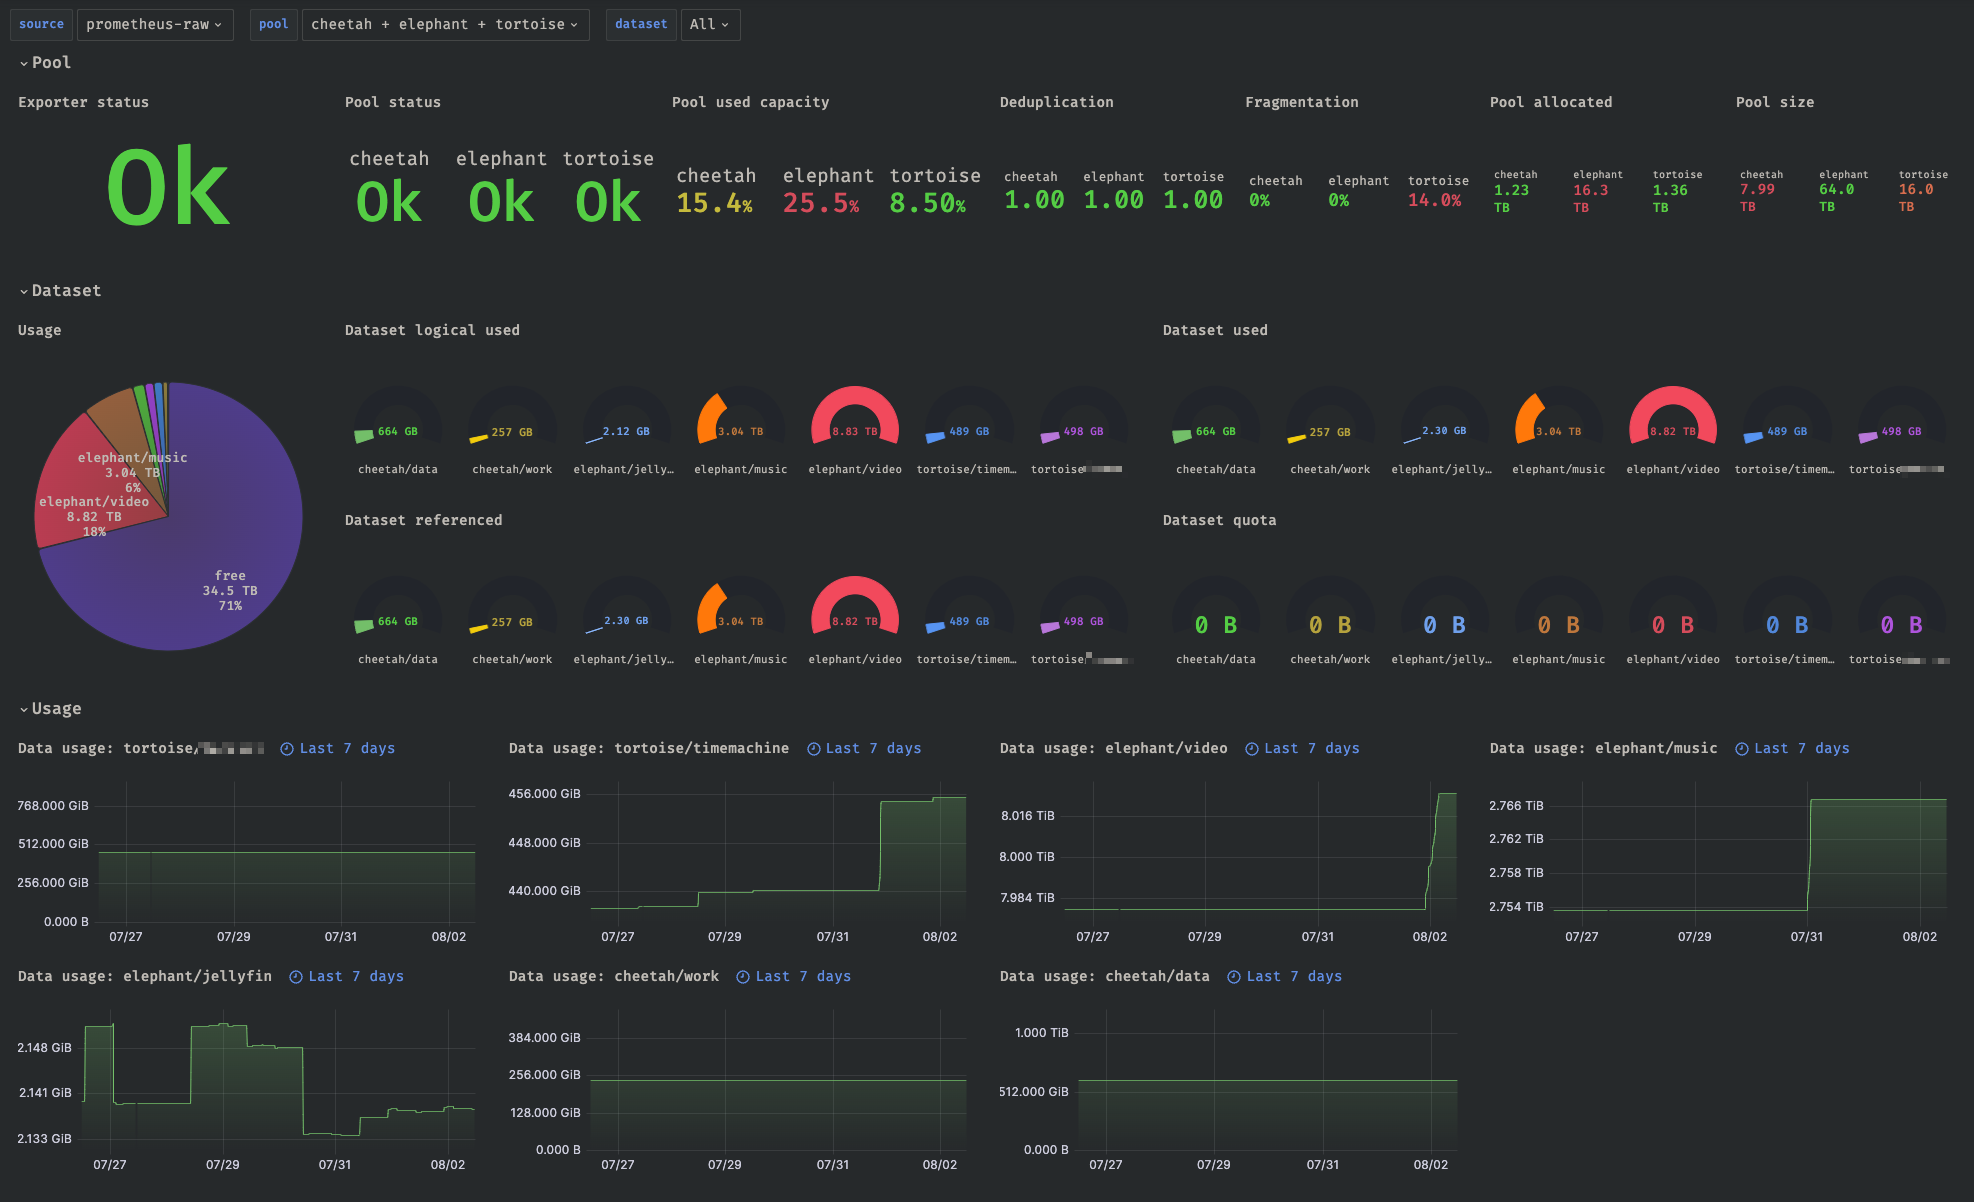 source prometheus-raw pool cheetah + elephant + tortoise dataset All
Pool
Exporter status
Ok
Pool status
cheetah elephant tortoise
Ok Ok Ok
Pool used capacity
cheetah elephant tortoise
15.4% 25.5% 8.50%
Deduplication
cheetah elephant tortoise
1.00 1.00 1.00
Fragmentation
cheetah elephant tortoise
0% 0% 14.0%
Pool allocated
cheetah elephant tortoise
1.23 16.3 1.36
TB TB TB
Pool size
cheetah elephant tortoise
7.99 64.0 16.0
TB TB TB
Dataset
Usage
elephant/music
3.04 TB
6%
elephant/video
8.82 TB
18%
free
34.5 TB
71%
Dataset logical used
664 GB 257 GB 2.12 GB 3.04 TB 8.83 TB 489 GB 498 GB
cheetah/data cheetah/work elephant/jelly… elephant/music elephant/video tortoise/timem… tortoise
Dataset used
664 GB 257 GB 2.30 GB 3.04 TB 8.82 TB 489 GB 498 GB
cheetah/data cheetah/work elephant/jelly… elephant/music elephant/video tortoise/timem… tortoise
Dataset referenced
664 GB 257 GB 2.30 GB 3.04 TB 8.82 TB 489 GB 498 GB
cheetah/data cheetah/work elephant/jelly… elephant/music elephant/video tortoise/timem… tortoise/
Dataset quota
0 B 0 B 0 B 0 B 0 B 0 B 0 B
cheetah/data cheetah/work elephant/jelly… elephant/music elephant/video tortoise/timem… tortoise
Usage
Data usage: tortoise/ Last 7 days
768.000 GiB
512.000 GiB
256.000 GiB
0.000 B
07/27 07/29 07/31 08/02
Data usage: tortoise/timemachine Last 7 days
456.000 GiB
448.000 GiB
440.000 GiB
07/27 07/29 07/31 08/02
Data usage: elephant/video Last 7 days
8.016 TiB
8.000 TiB
7.984 TiB
07/27 07/29 07/31 08/02
Data usage: elephant/music Last 7 days
2.766 TiB
2.762 TiB
2.758 TiB
2.754 TiB
07/27 07/29 07/31 08/02
Data usage: elephant/jellyfin Last 7 days
2.148 GiB
2.141 GiB
2.133 GiB
07/27 07/29 07/31 08/02
Data usage: cheetah/work Last 7 days
384.000 GiB
256.000 GiB
128.000 GiB
0.000 B
07/27 07/29 07/31 08/02
Data usage: cheetah/data Last 7 days
1.000 TiB
512.000 GiB
0.000 B
07/27 07/29 07/31 08/02